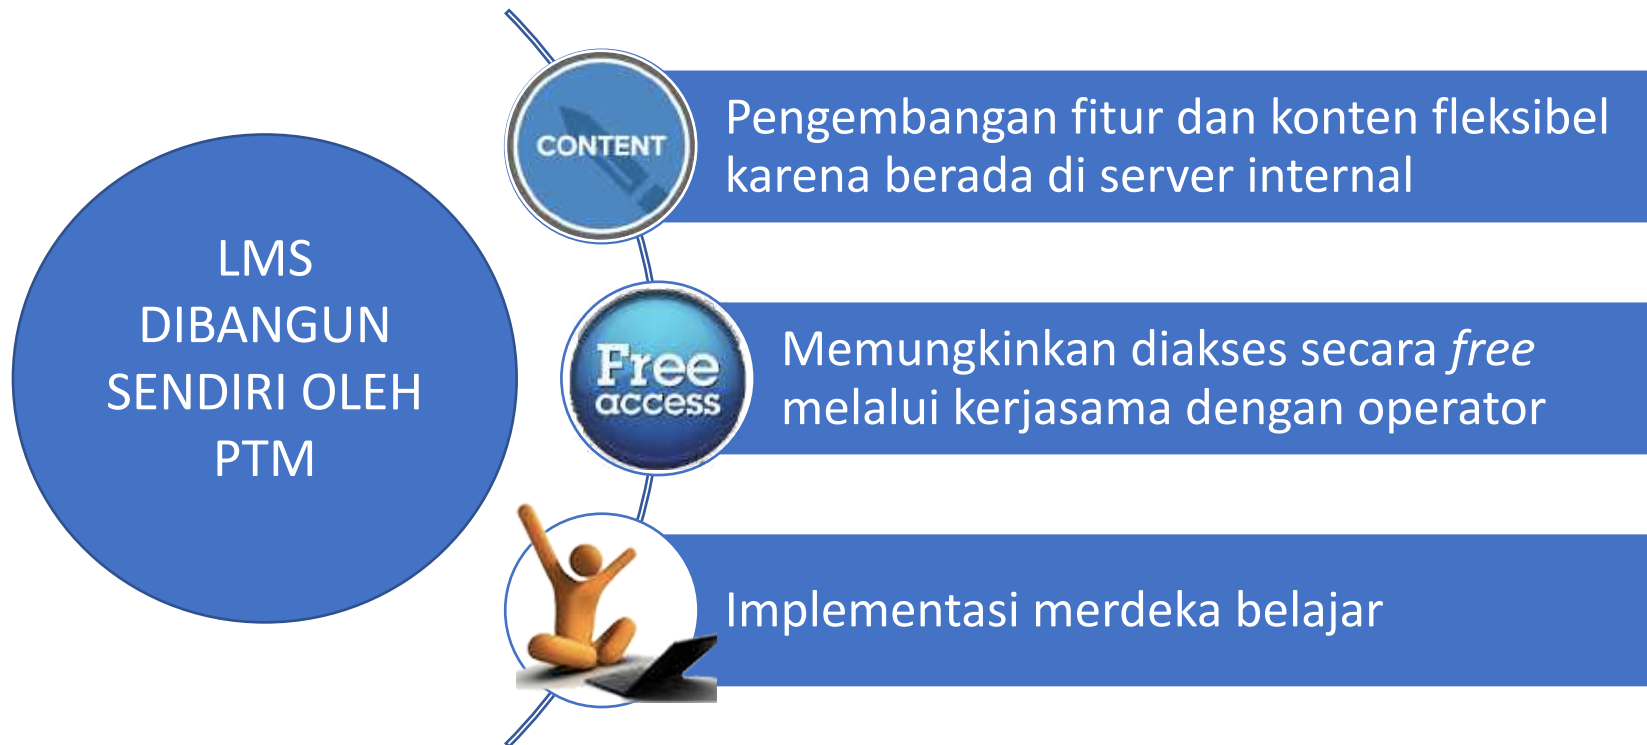 LMS
DIBANGUN
SENDIRI OLEH
PTM
CONTENT
Pengembangan fitur dan konten fleksibel
karena berada di server internal
Free
access
Memungkinkan diakses secara free
melalui kerjasama dengan operator
Implementasi merdeka belajar